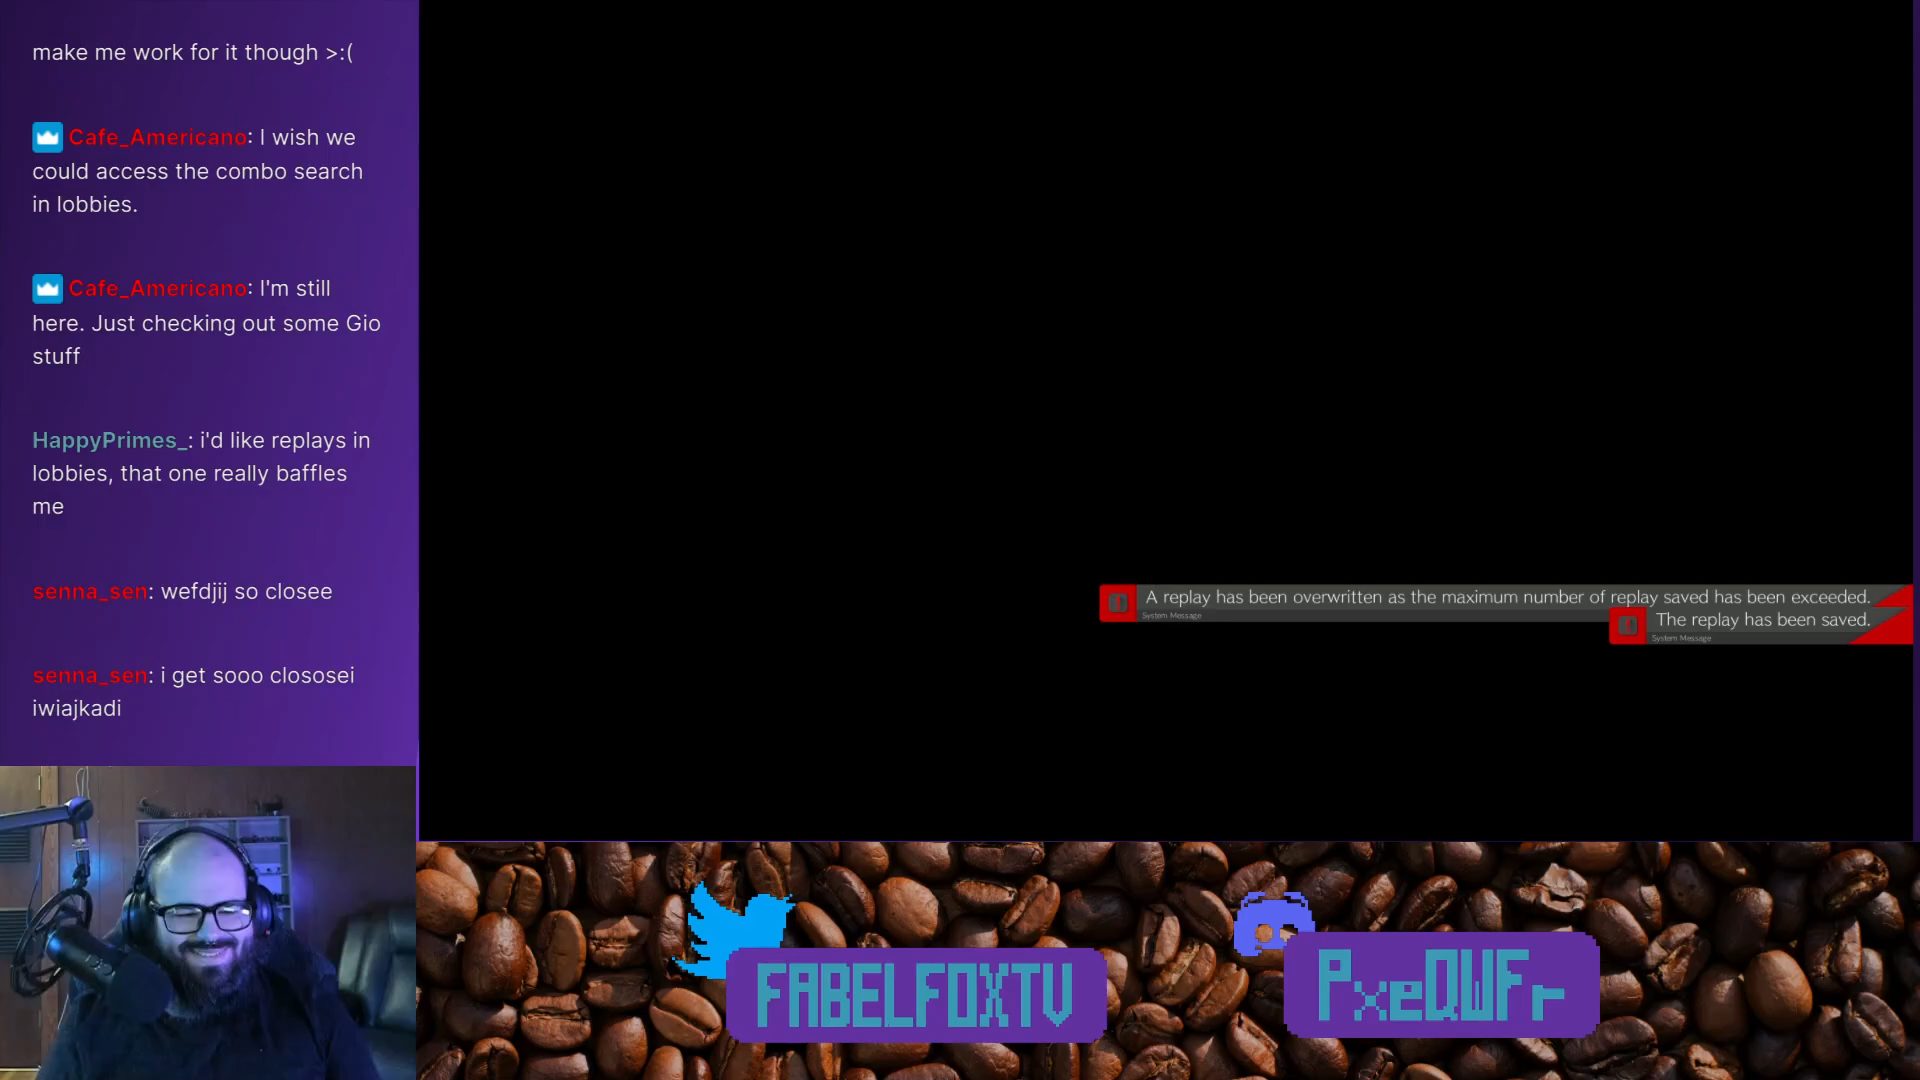 make me work for it though >:(
Cafe_Americano: I wish we
could access the combo search
in lobbies.
Cafe_Americano: I'm still
here. Just checking out some Gio
stuff
HappyPrimes_: i'd like replays in
lobbies, that one really baffles
me
senna_sen: wefdjij so closee
senna_sen: i get sooo clososei
iwiajkadi
A replay has been overwritten as the maximum number of replay saved has been exceeded.
System Message
The replay has been saved.
System Message
FABELFOXTV
PxeQWFr